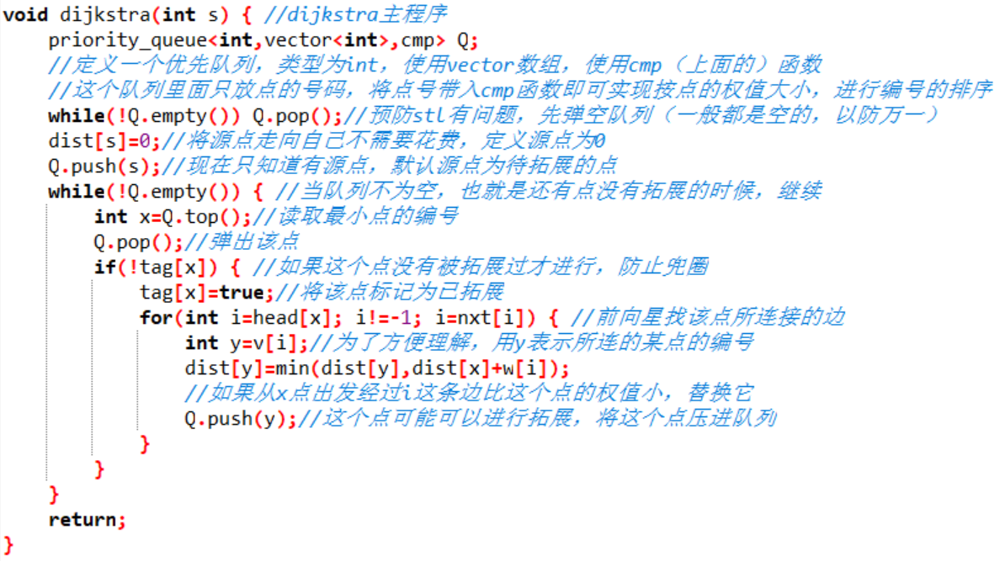 void dijkstra(int s) { //dijkstra主程序
    priority_queue<int,vector<int>,cmp> Q;
    //定义一个优先队列，类型为int，使用vector数组，使用cmp（上面的）函数
    //这个队列里面只放点的号码，将点号带入cmp函数即可实现按点的权值大小，进行编号的排序
    while(!Q.empty()) Q.pop();//预防stl有问题，先弹空队列（一般都是空的，以防万一）
    dist[s]=0;//将源点走向自己不需要花费，定义源点为0
    Q.push(s);//现在只知道有源点，默认源点为待拓展的点
    while(!Q.empty()) { //当队列不为空，也就是还有点没有拓展的时候，继续
        int x=Q.top();//读取最小点的编号
        Q.pop();//弹出该点
        if(!tag[x]) { //如果这个点没有被拓展过才进行，防止兜圈
            tag[x]=true;//将该点标记为已拓展
            for(int i=head[x]; i!=-1; i=nxt[i]) { //前向星找该点所连接的边
                int y=v[i];//为了方便理解，用y表示所连的某点的编号
                dist[y]=min(dist[y],dist[x]+w[i]);
                //如果从x点出发经过i这条边比这个点的权值小，替换它
                Q.push(y);//这个点可能可以进行拓展，将这个点压进队列
            }
        }
    }
    return;
}